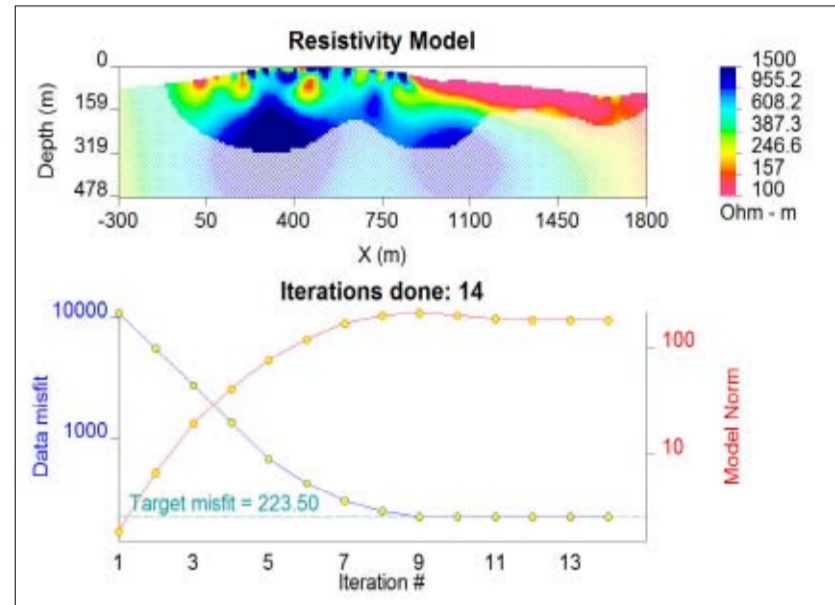 Resistivity Model
Depth (m)
0
159
319
478
-300 50 400 750 1100 1450 1800
X (m)
1500
955.2
608.2
387.3
246.6
157
100
Ohm - m
Iterations done: 14
Data misfit
10000
1000
Target misfit = 223.50
100
10
Model Norm
1 3 5 7 9 11 13
Iteration #